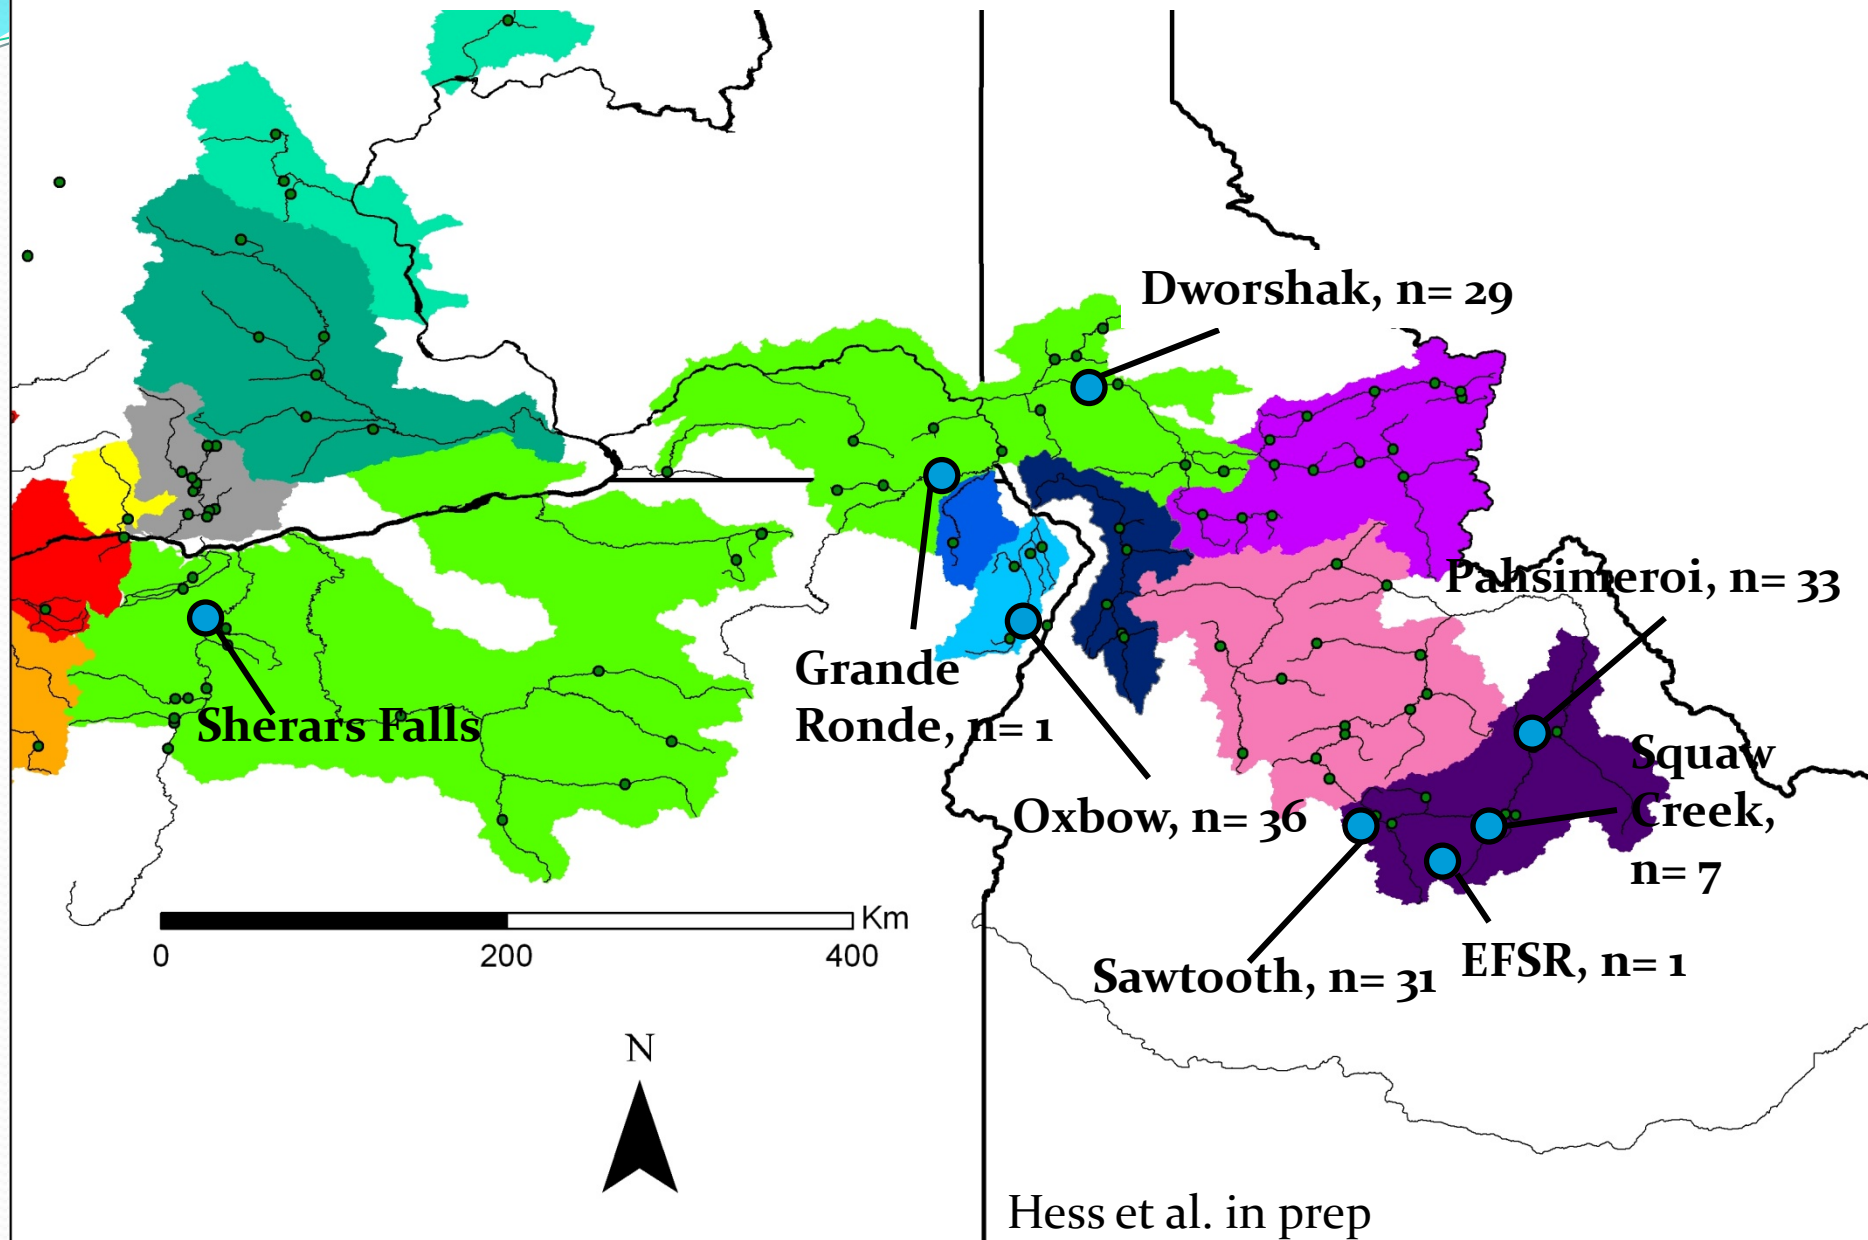 Dworshak, n= 29
Pahsimeroi, n= 33
Grande
Ronde, n= 1
Sherars Falls
Squaw
Creek,
n= 7
Oxbow, n= 36
Km
0 200 400
Sawtooth, n= 31
EFSR, n= 1
N
Hess et al. in prep